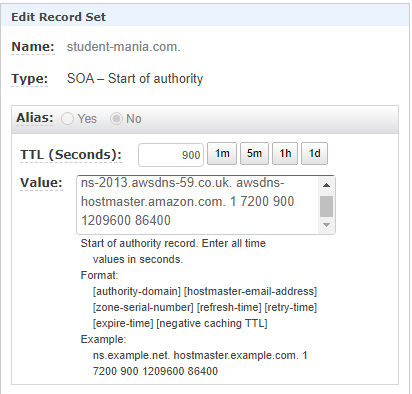 Edit Record Set
Name: student-mania.com.
Type: SOA – Start of authority
Alias: Yes No
TTL (Seconds): 900 1m 5m 1h 1d
Value: ns-2013.awsdns-59.co.uk. awsdns-
hostmaster.amazon.com. 1 7200 900
1209600 86400
Start of authority record. Enter all time
values in seconds.
Format:
[authority-domain] [hostmaster-email-address]
[zone-serial-number] [refresh-time] [retry-time]
[expire-time] [negative caching TTL]
Example:
ns.example.net. hostmaster.example.com. 1
7200 900 1209600 86400